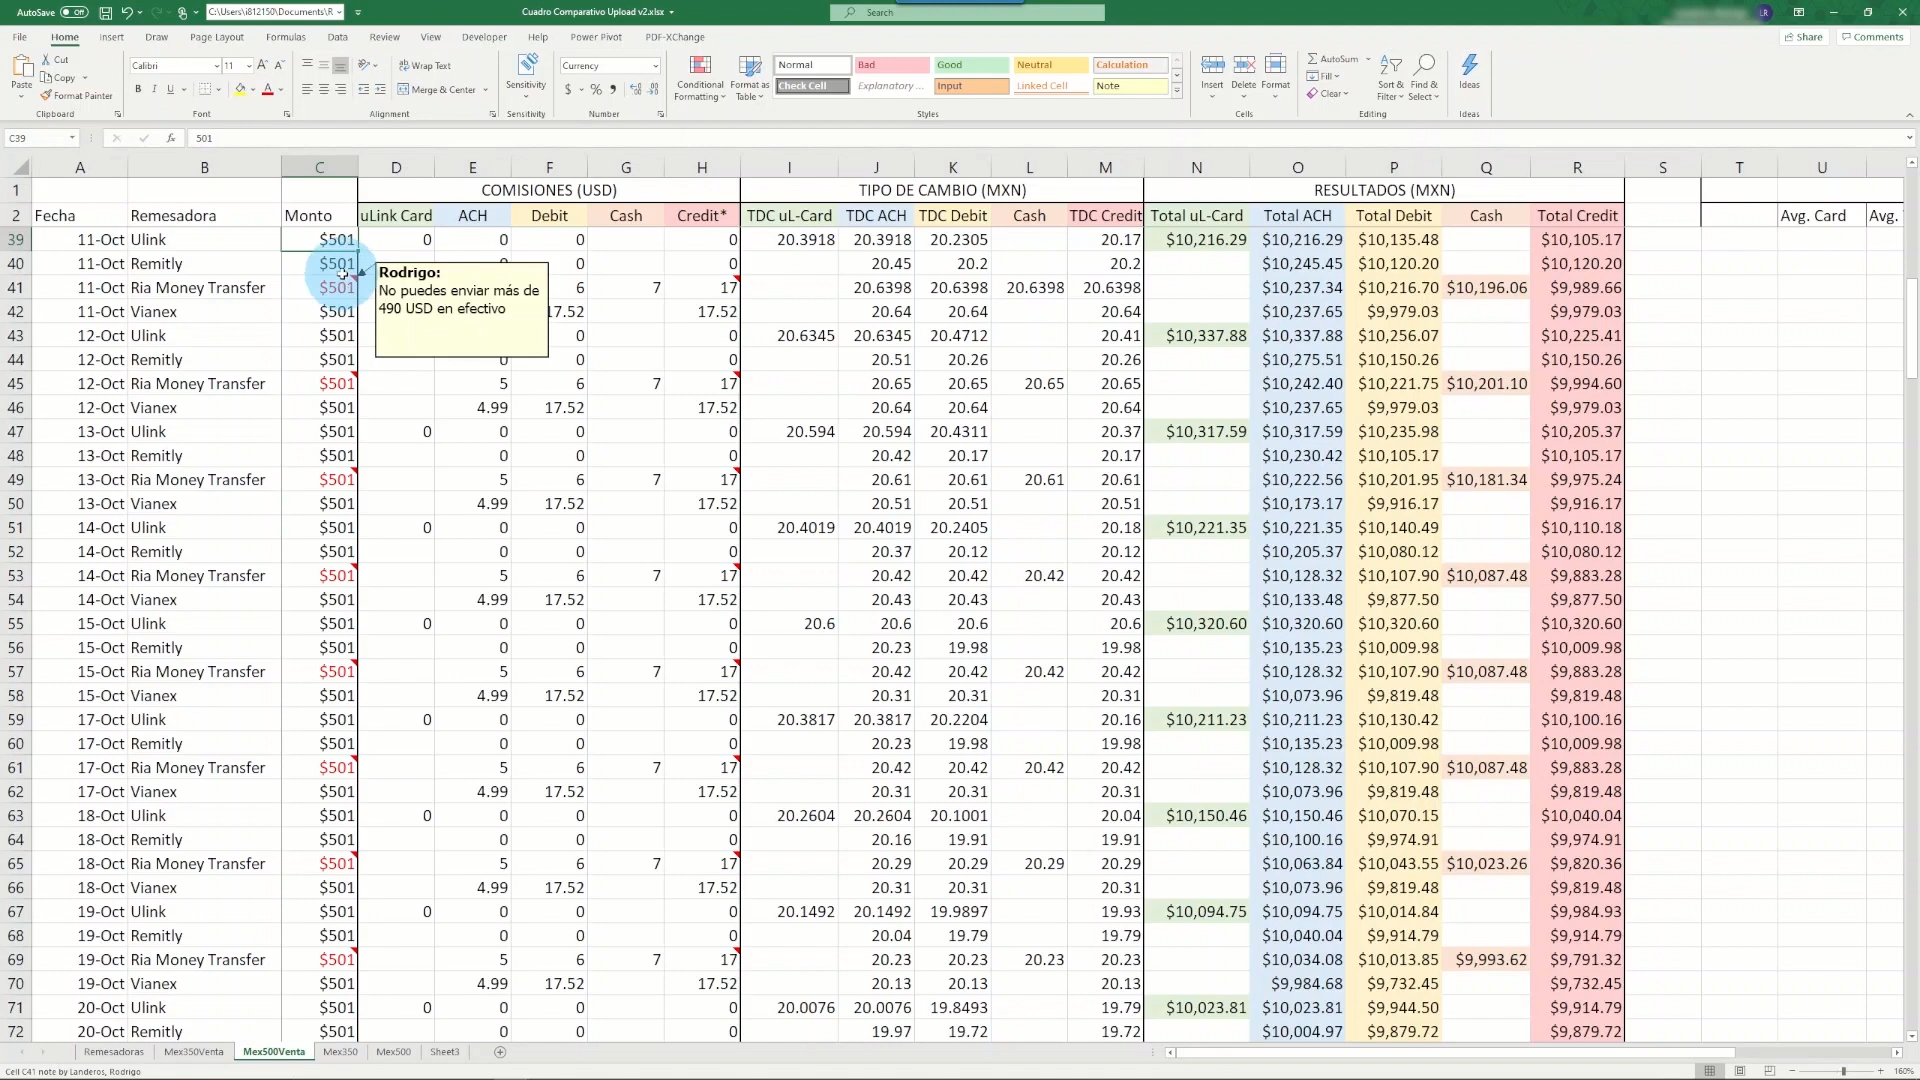 AutoSave Off C:\Users\i812150\Documents\R Cuadro Comparativo Upload v2.xlsx Search LR
File Home Insert Draw Page Layout Formulas Data Review View Developer Help Power Pivot PDF-XChange Share Comments
Paste Cut Copy Format Painter Clipboard
Calibri 11 B I U Font
Wrap Text Merge & Center Alignment
Sensitivity Sensitivity
Currency $ % Number
Conditional Formatting Format as Table
Normal Bad Good Neutral Calculation
Check Cell Explanatory ... Input Linked Cell Note
Styles
Insert Delete Format Cells
AutoSum Fill Clear Sort & Filter Find & Select Editing
Ideas Ideas
C39 fx 501
A B C D E F G H I J K L M N O P Q R S T U
1 COMISIONES (USD) TIPO DE CAMBIO (MXN) RESULTADOS (MXN)
2 Fecha Remesadora Monto uLink Card ACH Debit Cash Credit* TDC uL-Card TDC ACH TDC Debit Cash TDC Credit Total uL-Card Total ACH Total Debit Cash Total Credit Avg. Card Avg.
39 11-Oct Ulink $501 0 0 0 0 20.3918 20.3918 20.2305 20.17 $10,216.29 $10,216.29 $10,135.48 $10,105.17
40 11-Oct Remitly $501 0 0 20.45 20.2 20.2 $10,245.45 $10,120.20 $10,120.20
41 11-Oct Ria Money Transfer $501 6 7 17 20.6398 20.6398 20.6398 20.6398 $10,237.34 $10,216.70 $10,196.06 $9,989.66
42 11-Oct Vianex $501 17.52 17.52 20.64 20.64 20.64 $10,237.65 $9,979.03 $9,979.03
Rodrigo:
No puedes enviar más de
490 USD en efectivo
43 12-Oct Ulink $501 0 0 20.6345 20.6345 20.4712 20.41 $10,337.88 $10,337.88 $10,256.07 $10,225.41
44 12-Oct Remitly $501 0 0 0 20.51 20.26 20.26 $10,275.51 $10,150.26 $10,150.26
45 12-Oct Ria Money Transfer $501 5 6 7 17 20.65 20.65 20.65 20.65 $10,242.40 $10,221.75 $10,201.10 $9,994.60
46 12-Oct Vianex $501 4.99 17.52 17.52 20.64 20.64 20.64 $10,237.65 $9,979.03 $9,979.03
47 13-Oct Ulink $501 0 0 0 0 20.594 20.594 20.4311 20.37 $10,317.59 $10,317.59 $10,235.98 $10,205.37
48 13-Oct Remitly $501 0 0 0 20.42 20.17 20.17 $10,230.42 $10,105.17 $10,105.17
49 13-Oct Ria Money Transfer $501 5 6 7 17 20.61 20.61 20.61 20.61 $10,222.56 $10,201.95 $10,181.34 $9,975.24
50 13-Oct Vianex $501 4.99 17.52 17.52 20.51 20.51 20.51 $10,173.17 $9,916.17 $9,916.17
51 14-Oct Ulink $501 0 0 0 0 20.4019 20.4019 20.2405 20.18 $10,221.35 $10,221.35 $10,140.49 $10,110.18
52 14-Oct Remitly $501 0 0 0 20.37 20.12 20.12 $10,205.37 $10,080.12 $10,080.12
53 14-Oct Ria Money Transfer $501 5 6 7 17 20.42 20.42 20.42 20.42 $10,128.32 $10,107.90 $10,087.48 $9,883.28
54 14-Oct Vianex $501 4.99 17.52 17.52 20.43 20.43 20.43 $10,133.48 $9,877.50 $9,877.50
55 15-Oct Ulink $501 0 0 0 0 20.6 20.6 20.6 20.6 $10,320.60 $10,320.60 $10,320.60 $10,320.60
56 15-Oct Remitly $501 0 0 0 20.23 19.98 19.98 $10,135.23 $10,009.98 $10,009.98
57 15-Oct Ria Money Transfer $501 5 6 7 17 20.42 20.42 20.42 20.42 $10,128.32 $10,107.90 $10,087.48 $9,883.28
58 15-Oct Vianex $501 4.99 17.52 17.52 20.31 20.31 20.31 $10,073.96 $9,819.48 $9,819.48
59 17-Oct Ulink $501 0 0 0 0 20.3817 20.3817 20.2204 20.16 $10,211.23 $10,211.23 $10,130.42 $10,100.16
60 17-Oct Remitly $501 0 0 0 20.23 19.98 19.98 $10,135.23 $10,009.98 $10,009.98
61 17-Oct Ria Money Transfer $501 5 6 7 17 20.42 20.42 20.42 20.42 $10,128.32 $10,107.90 $10,087.48 $9,883.28
62 17-Oct Vianex $501 4.99 17.52 17.52 20.31 20.31 20.31 $10,073.96 $9,819.48 $9,819.48
63 18-Oct Ulink $501 0 0 0 0 20.2604 20.2604 20.1001 20.04 $10,150.46 $10,150.46 $10,070.15 $10,040.04
64 18-Oct Remitly $501 0 0 0 20.16 19.91 19.91 $10,100.16 $9,974.91 $9,974.91
65 18-Oct Ria Money Transfer $501 5 6 7 17 20.29 20.29 20.29 20.29 $10,063.84 $10,043.55 $10,023.26 $9,820.36
66 18-Oct Vianex $501 4.99 17.52 17.52 20.31 20.31 20.31 $10,073.96 $9,819.48 $9,819.48
67 19-Oct Ulink $501 0 0 0 0 20.1492 20.1492 19.9897 19.93 $10,094.75 $10,094.75 $10,014.84 $9,984.93
68 19-Oct Remitly $501 0 0 0 20.04 19.79 19.79 $10,040.04 $9,914.79 $9,914.79
69 19-Oct Ria Money Transfer $501 5 6 7 17 20.23 20.23 20.23 20.23 $10,034.08 $10,013.85 $9,993.62 $9,791.32
70 19-Oct Vianex $501 4.99 17.52 17.52 20.13 20.13 20.13 $9,984.68 $9,732.45 $9,732.45
71 20-Oct Ulink $501 0 0 0 0 20.0076 20.0076 19.8493 19.79 $10,023.81 $10,023.81 $9,944.50 $9,914.79
72 20-Oct Remitly $501 0 0 0 19.97 19.72 19.72 $10,004.97 $9,879.72 $9,879.72
Remesadoras Mex350Venta Mex500Venta Mex350 Mex500 Sheet3
Cell C41 note by Landeros, Rodrigo 160%